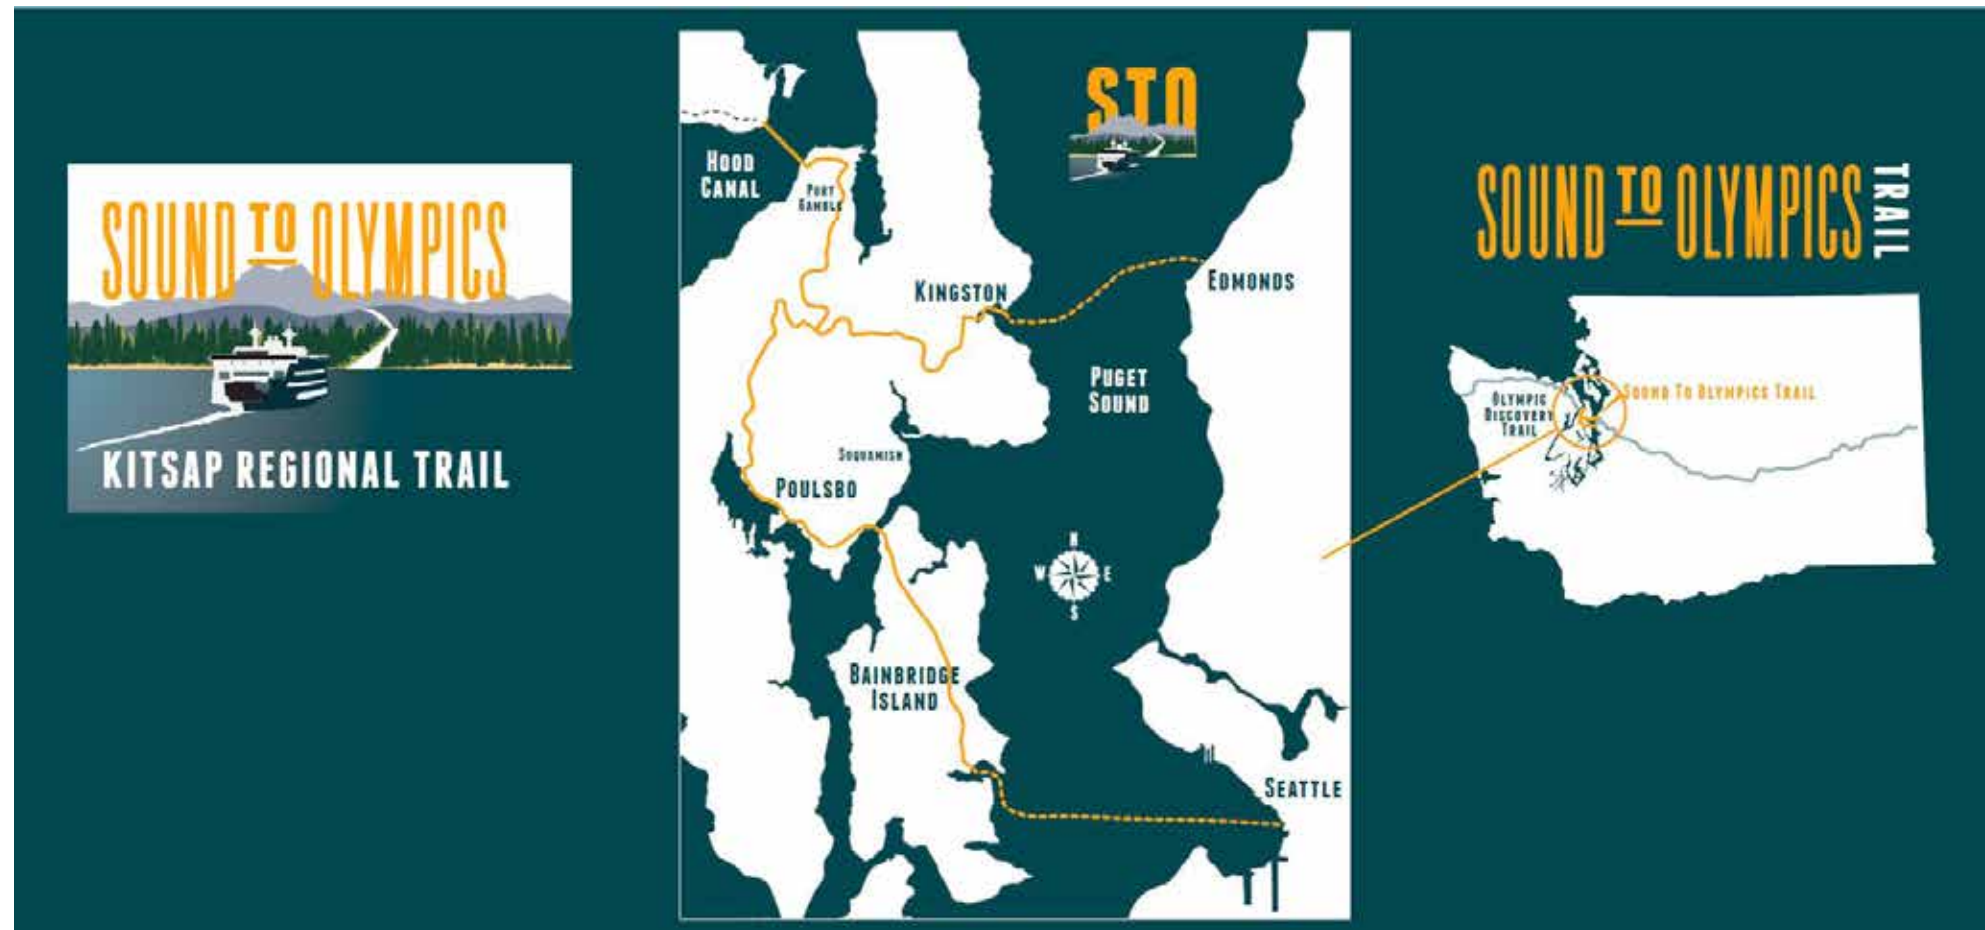 SOUND TO OLYMPICS
KITSAP REGIONAL TRAIL
STO
HOOD
CANAL
PORT
GAMBLE
KINGSTON
EDMONDS
PUGET
SOUND
SUQUAMISH
POULSBO
N
W E
S
BAINBRIDGE
ISLAND
SEATTLE
SOUND TO OLYMPICS TRAIL
SOUND TO OLYMPICS TRAIL
OLYMPIC
DISCOVERY
TRAIL